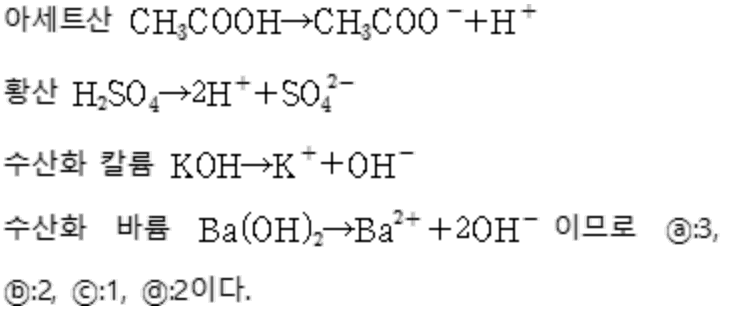 아세트산 CH₃COOH→CH₃COO⁻+H⁺
황산 H₂SO₄→2H⁺+SO₄²⁻
수산화 칼륨 KOH→K⁺+OH⁻
수산화 바륨 Ba(OH)₂→Ba²⁺+2OH⁻ 이므로 ⓐ:3,
ⓑ:2, ⓒ:1, ⓓ:2이다.